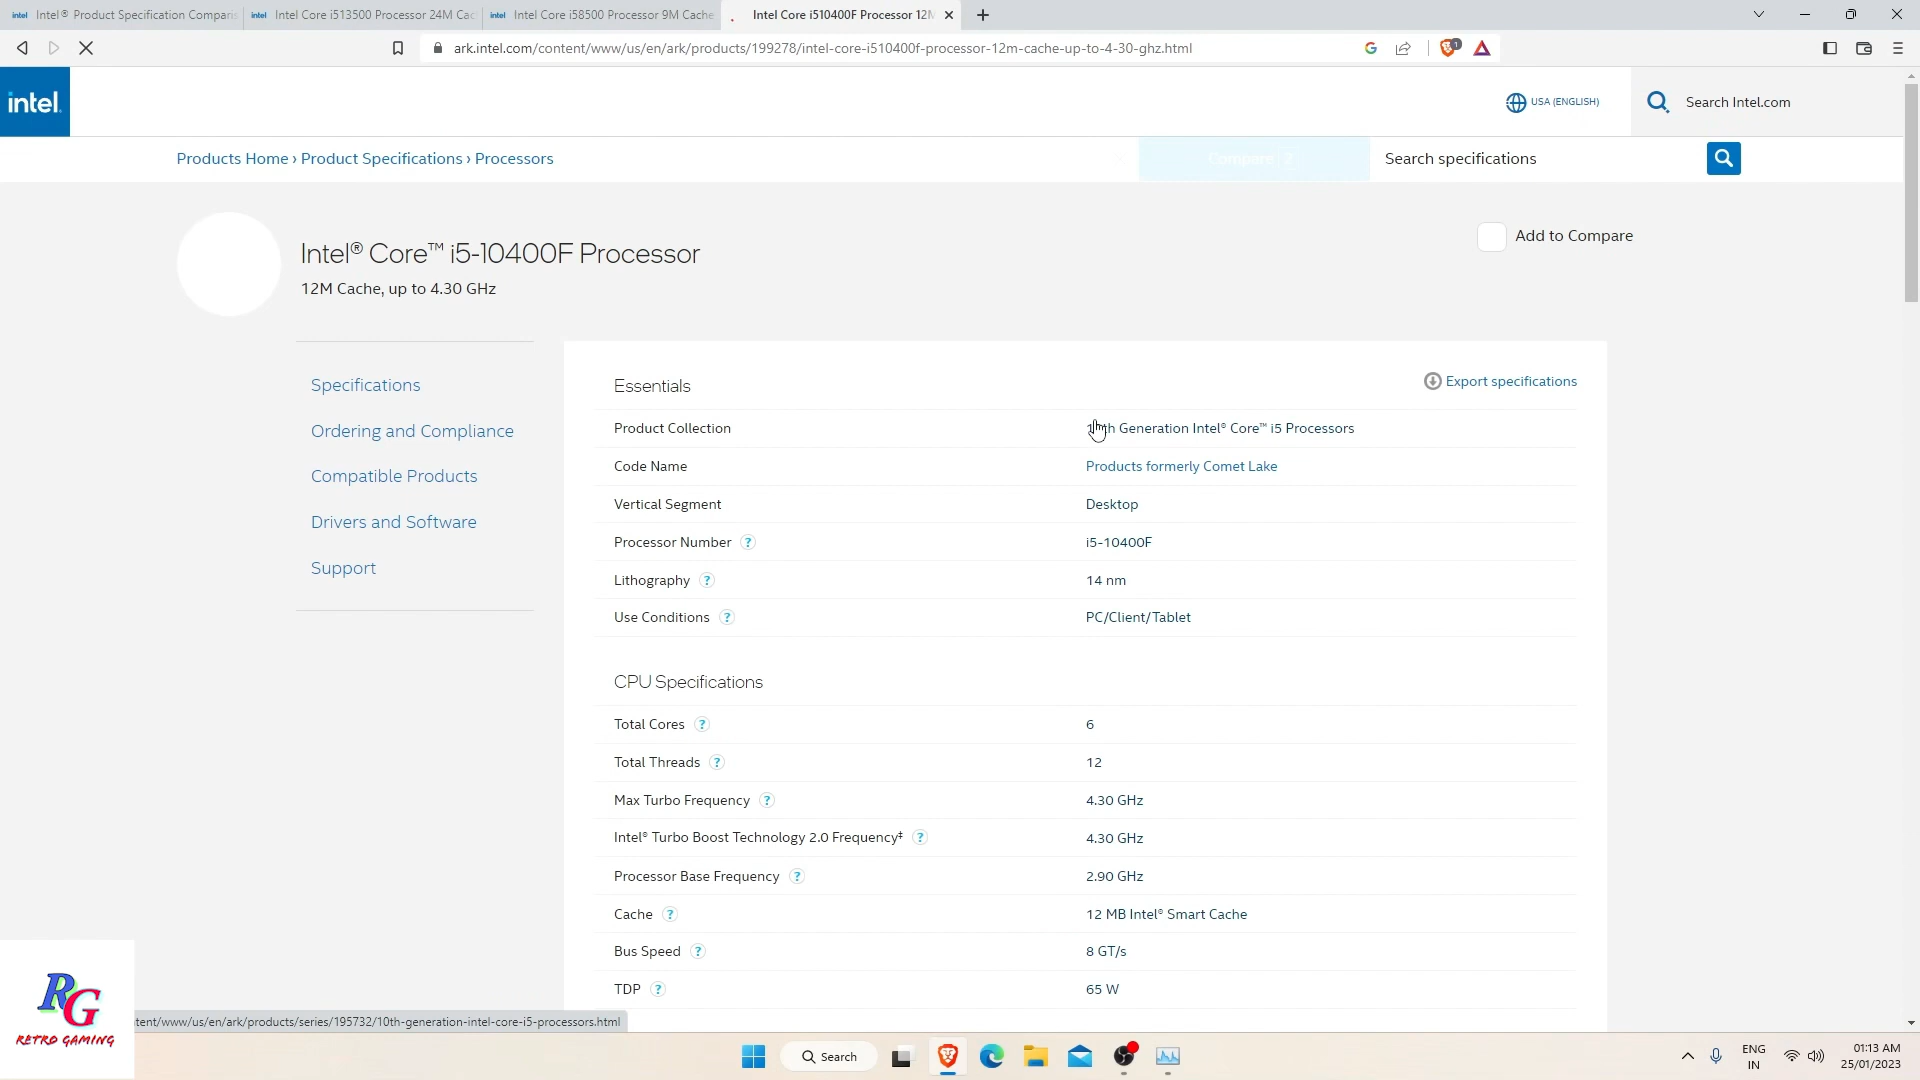 intel Intel® Product Specification Comparis
intel Intel Core i513500 Processor 24M Cac
intel Intel Core i58500 Processor 9M Cache
Intel Core i510400F Processor 12M
ark.intel.com/content/www/us/en/ark/products/199278/intel-core-i510400f-processor-12m-cache-up-to-4-30-ghz.html
intel.
USA (ENGLISH)
Search Intel.com
Products Home › Product Specifications › Processors
Compare
Search specifications
Intel® Core™ i5-10400F Processor
12M Cache, up to 4.30 GHz
Add to Compare
Specifications
Ordering and Compliance
Compatible Products
Drivers and Software
Support
Essentials
Export specifications
Product Collection
Generation Intel® Core™ i5 Processors
Code Name
Products formerly Comet Lake
Vertical Segment
Desktop
Processor Number ?
i5-10400F
Lithography ?
14 nm
Use Conditions ?
PC/Client/Tablet
CPU Specifications
Total Cores ?
6
Total Threads ?
12
Max Turbo Frequency ?
4.30 GHz
Intel® Turbo Boost Technology 2.0 Frequency‡ ?
4.30 GHz
Processor Base Frequency ?
2.90 GHz
Cache ?
12 MB Intel® Smart Cache
Bus Speed ?
8 GT/s
TDP ?
65 W
RG
RETRO GAMING
tent/www/us/en/ark/products/series/195732/10th-generation-intel-core-i5-processors.html
Search
ENG
IN
01:13 AM
25/01/2023